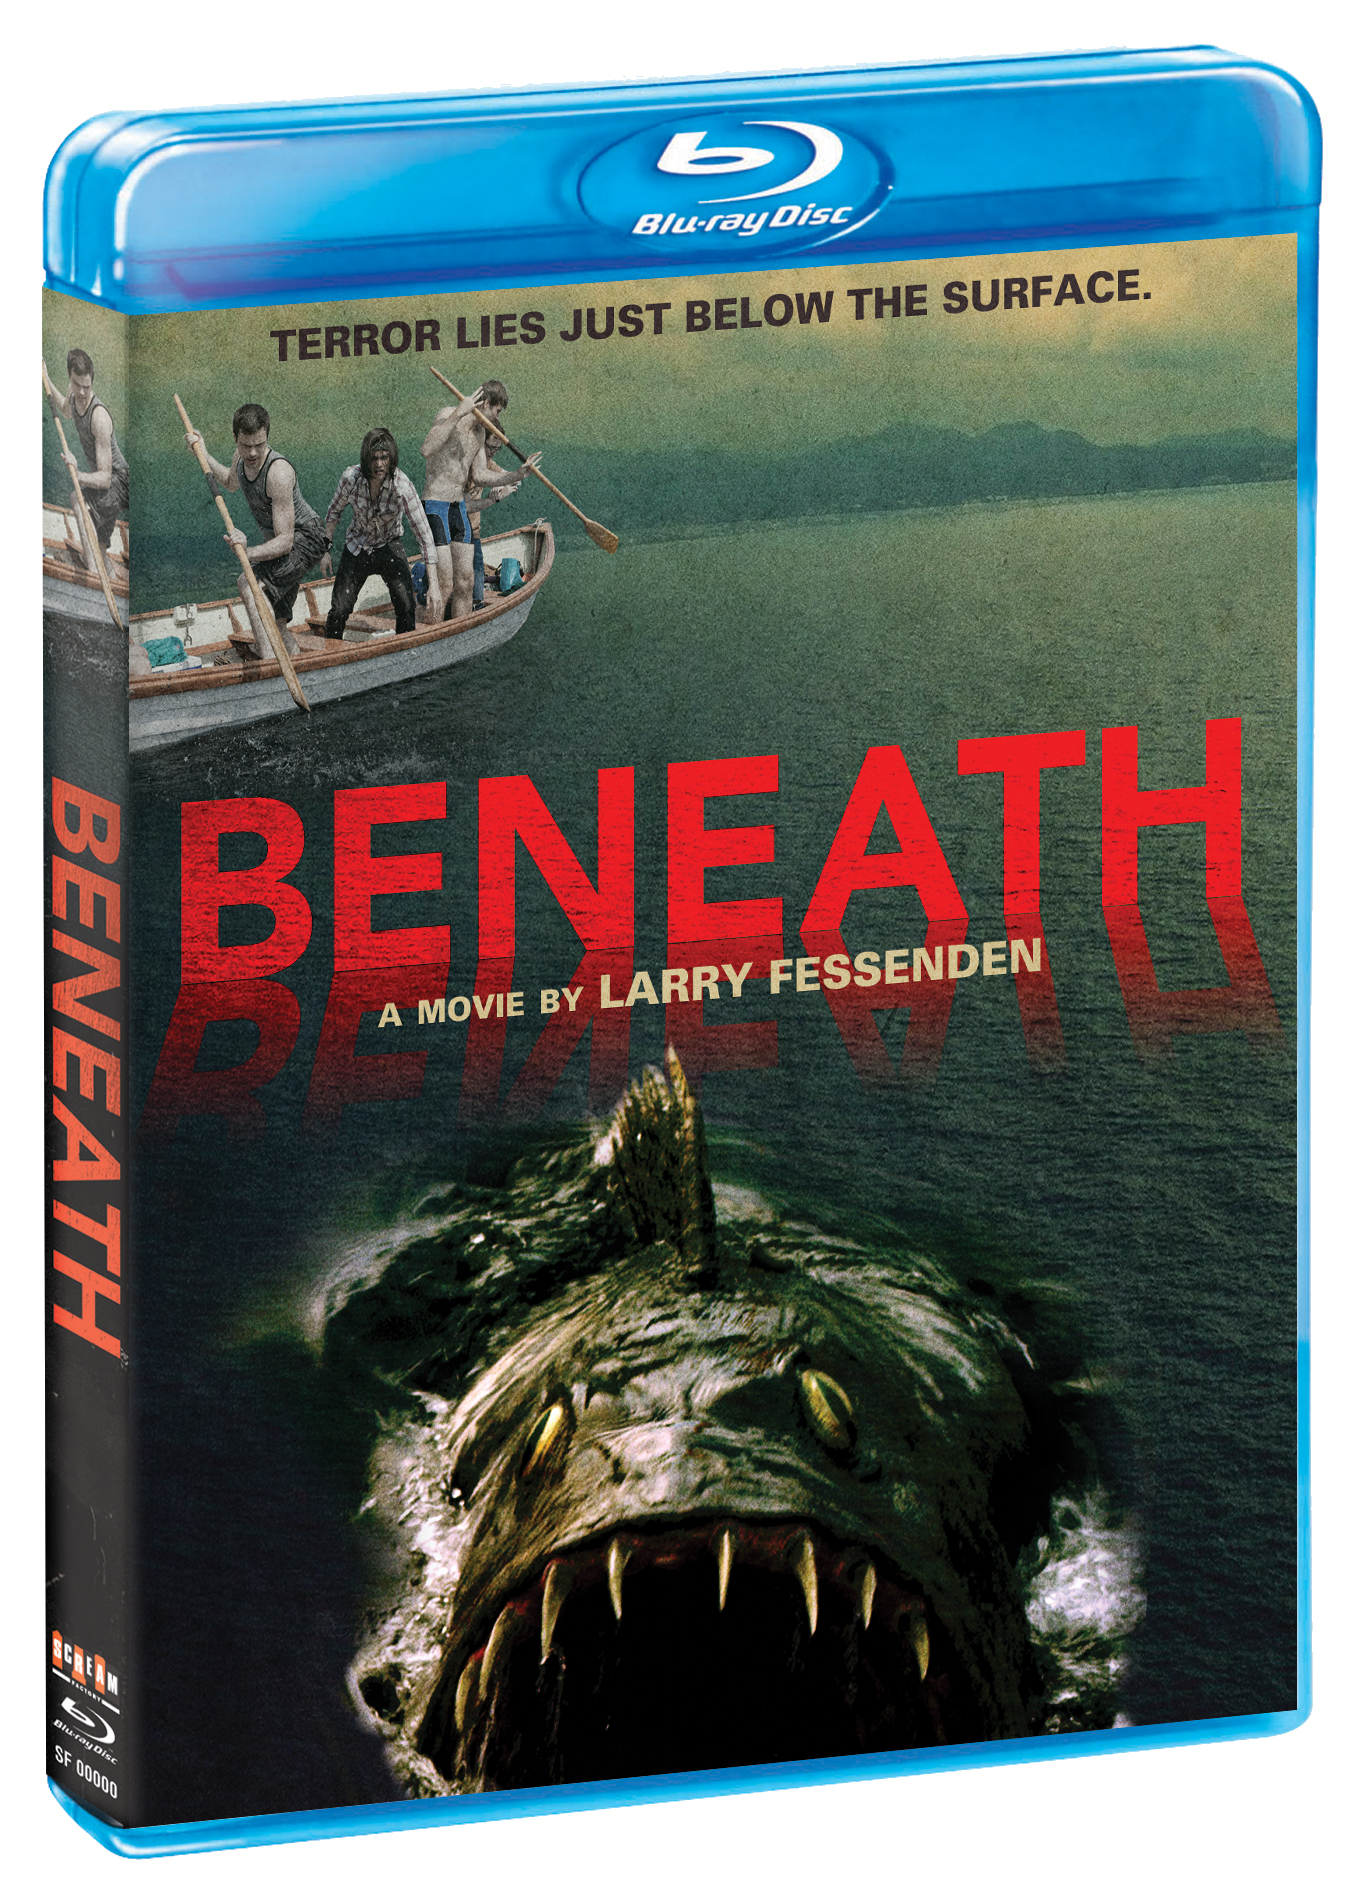 Blu-ray Disc
TERROR LIES JUST BELOW THE SURFACE.
BENEATH
A MOVIE BY LARRY FESSENDEN
BENEATH
SCREAM
FACTORY
Blu-ray Disc
SF 00000